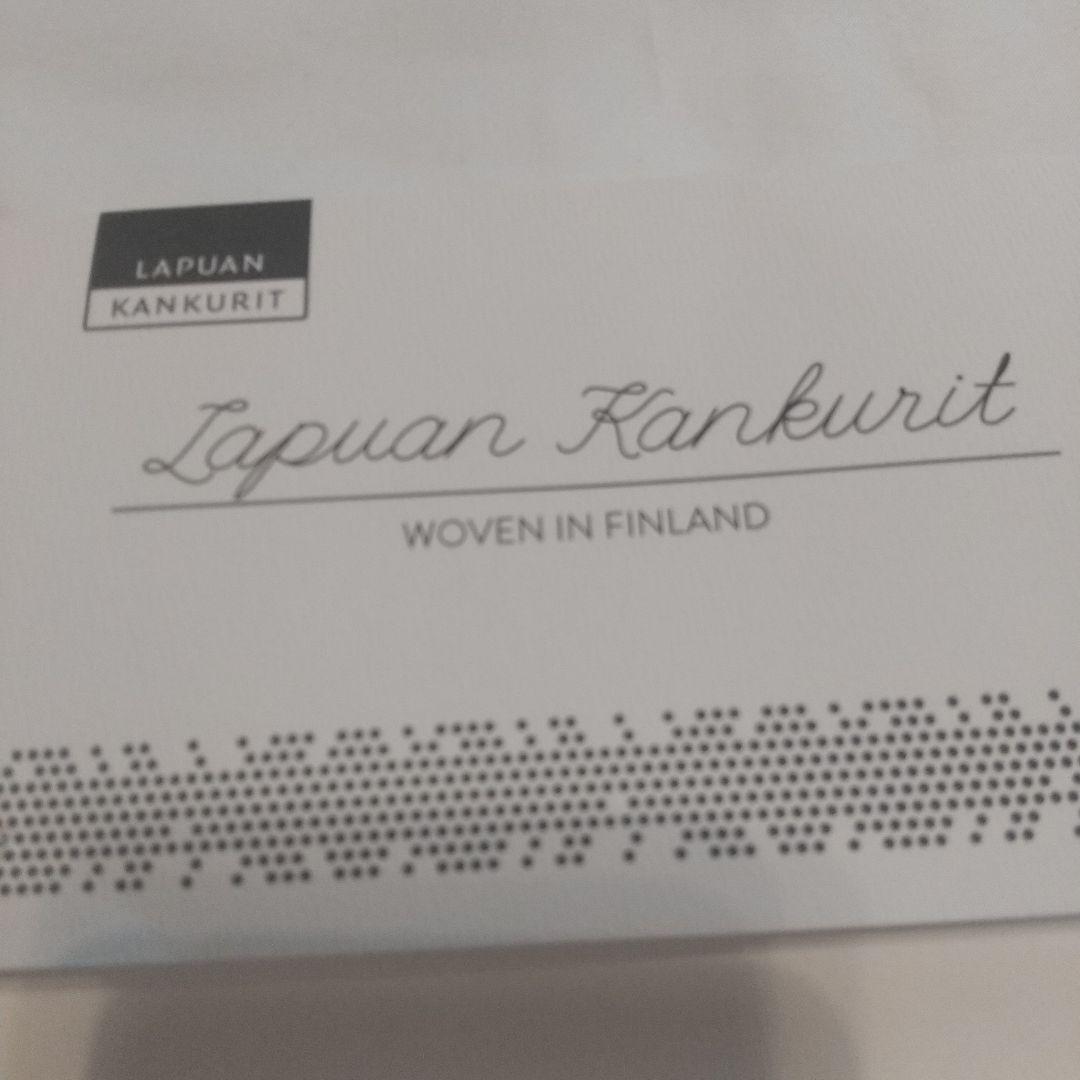 LAPUAN
KANKURIT
Lapuan Kankurit
WOVEN IN FINLAND